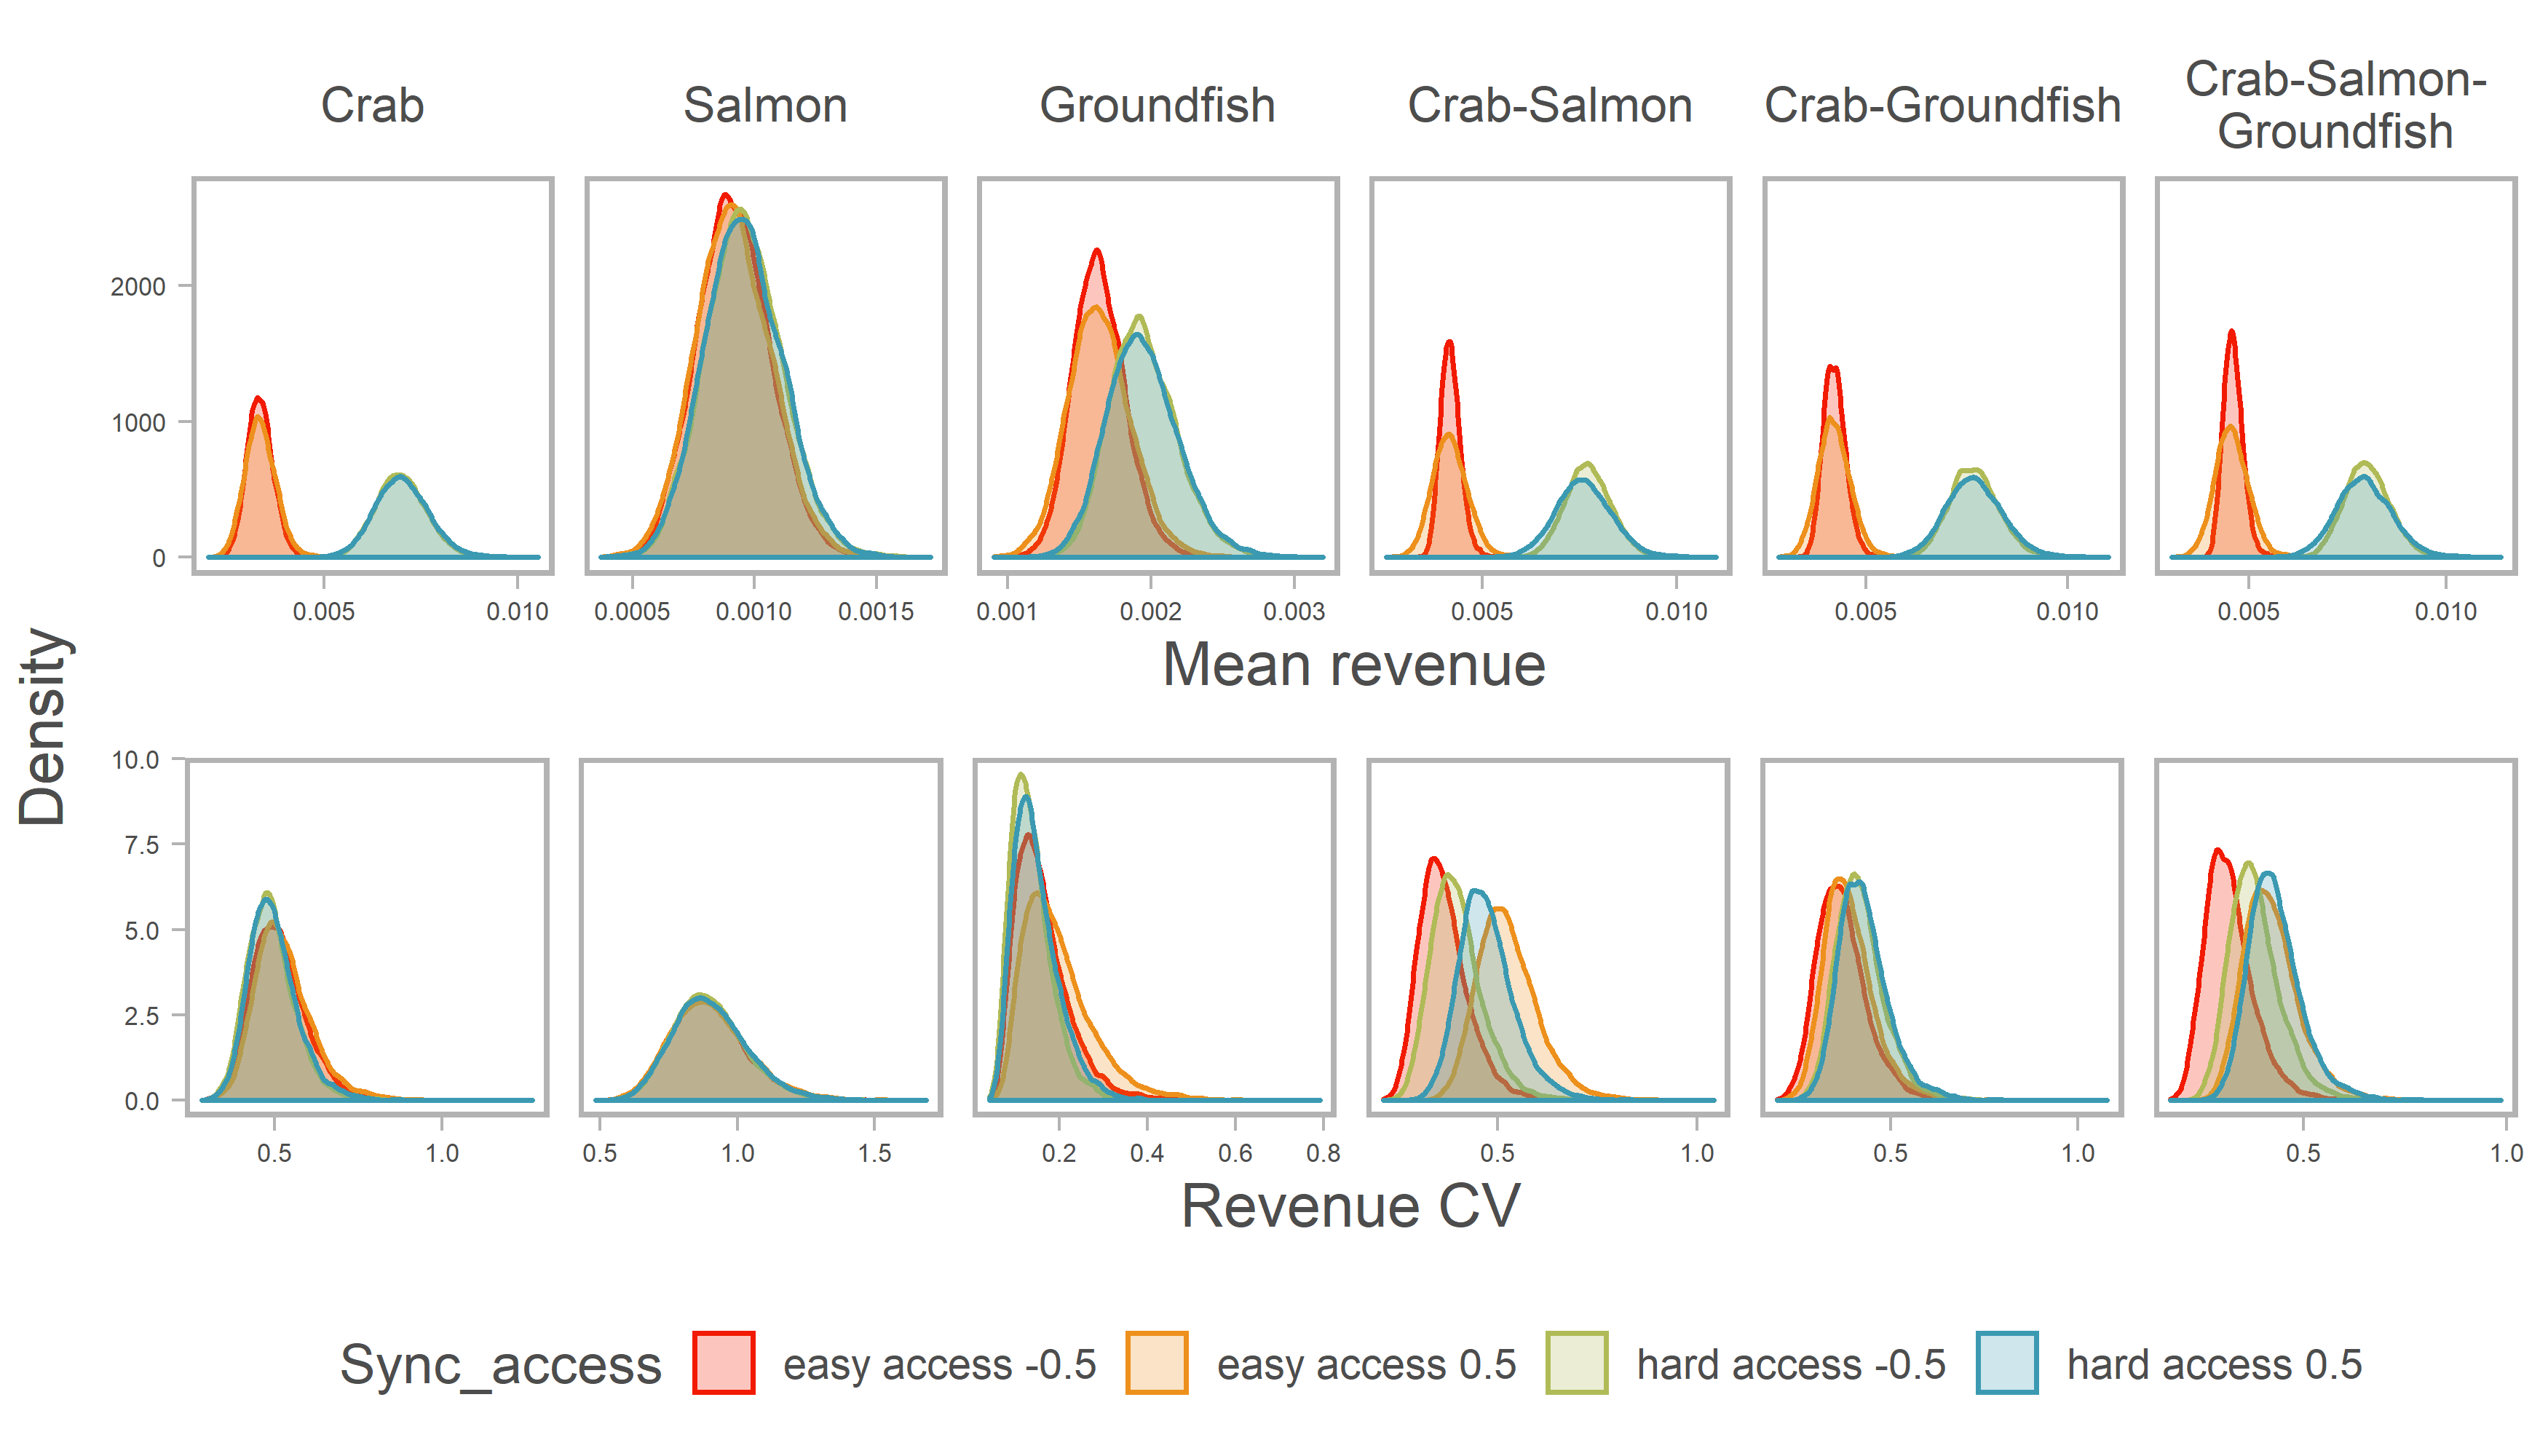 Crab Salmon Groundfish Crab-Salmon Crab-Groundfish Crab-Salmon-
Groundfish
2000
1000
0
0.005 0.010 0.0005 0.0010 0.0015 0.001 0.002 0.003 0.005 0.010 0.005 0.010 0.005 0.010
Mean revenue
Density
10.0
7.5
5.0
2.5
0.0
0.5 1.0 0.5 1.0 1.5 0.2 0.4 0.6 0.8 0.5 1.0 0.5 1.0 0.5 1.0
Revenue CV
Sync_access easy access -0.5 easy access 0.5 hard access -0.5 hard access 0.5